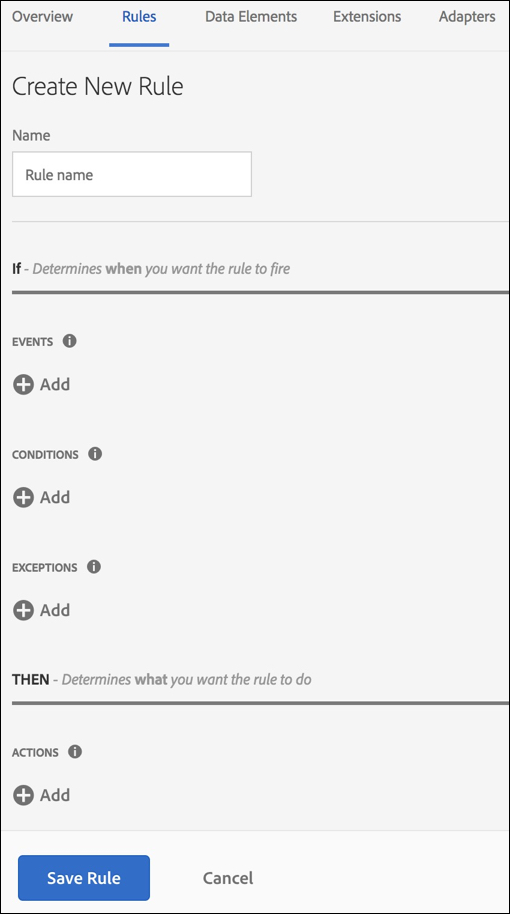 Overview Rules Data Elements Extensions Adapters
Create New Rule
Name
Rule name
If - Determines when you want the rule to fire
EVENTS
Add
CONDITIONS
Add
EXCEPTIONS
Add
THEN - Determines what you want the rule to do
ACTIONS
Add
Save Rule Cancel